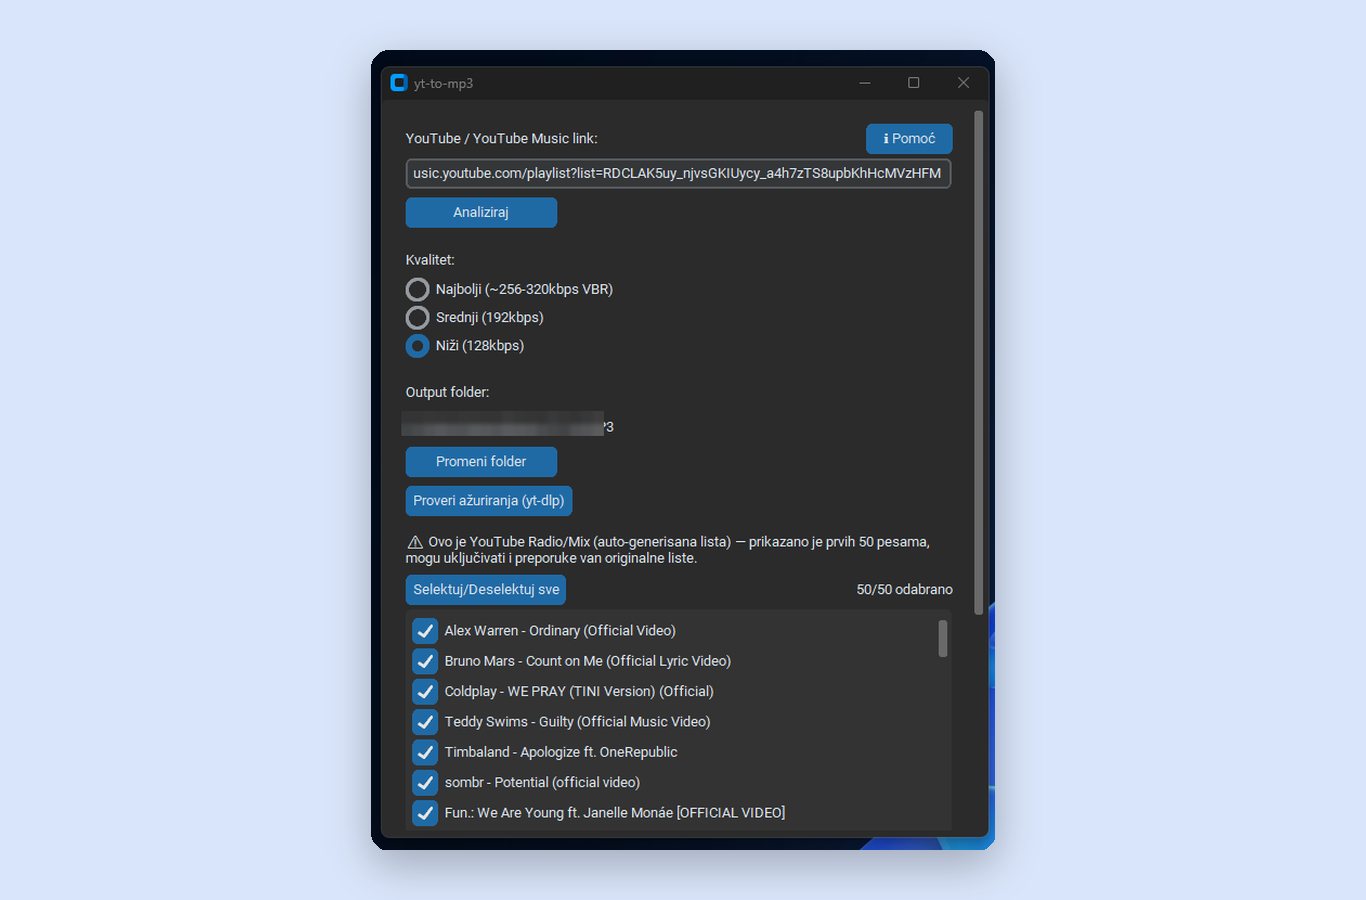 yt-to-mp3
YouTube / YouTube Music link:
ℹ Pomoć
usic.youtube.com/playlist?list=RDCLAK5uy_njvsGKIUycy_a4h7zTS8upbKhHcMVzHFM
Analiziraj
Kvalitet:
Najbolji (~256-320kbps VBR)
Srednji (192kbps)
Niži (128kbps)
Output folder:
Promeni folder
Proveri ažuriranja (yt-dlp)
⚠ Ovo je YouTube Radio/Mix (auto-generisana lista) — prikazano je prvih 50 pesama,
mogu uključivati i preporuke van originalne liste.
Selektuj/Deselektuj sve
50/50 odabrano
Alex Warren - Ordinary (Official Video)
Bruno Mars - Count on Me (Official Lyric Video)
Coldplay - WE PRAY (TINI Version) (Official)
Teddy Swims - Guilty (Official Music Video)
Timbaland - Apologize ft. OneRepublic
sombr - Potential (official video)
Fun.: We Are Young ft. Janelle Monáe [OFFICIAL VIDEO]